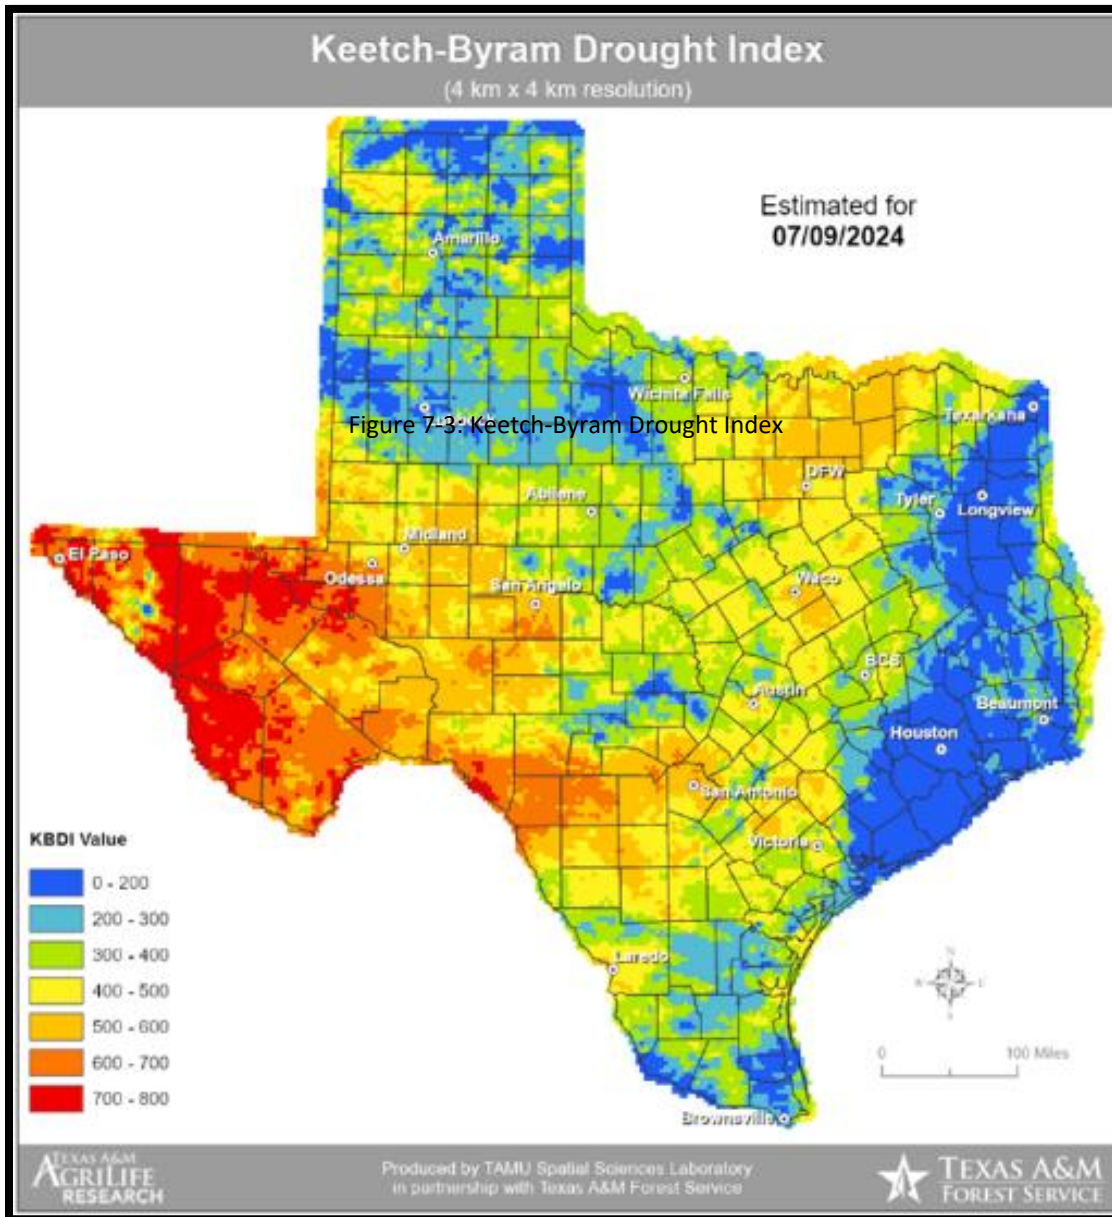 Keetch-Byram Drought Index
(4 km x 4 km resolution)
Estimated for
07/09/2024
Amarillo
Wichita Falls
Texarkana
Figure 7-3: Keetch-Byram Drought Index
DFW
Abilene
Tyler
Longview
Midland
El Paso
Odessa
San Angelo
Waco
BCS
Austin
Beaumont
Houston
San Antonio
Victoria
KBDI Value
0 - 200
200 - 300
300 - 400
400 - 500
500 - 600
600 - 700
700 - 800
Laredo
N
0 100 Miles
Brownsville
TEXAS A&M
AGRILIFE
RESEARCH
Produced by TAMU Spatial Sciences Laboratory
in partnership with Texas A&M Forest Service
TEXAS A&M
FOREST SERVICE